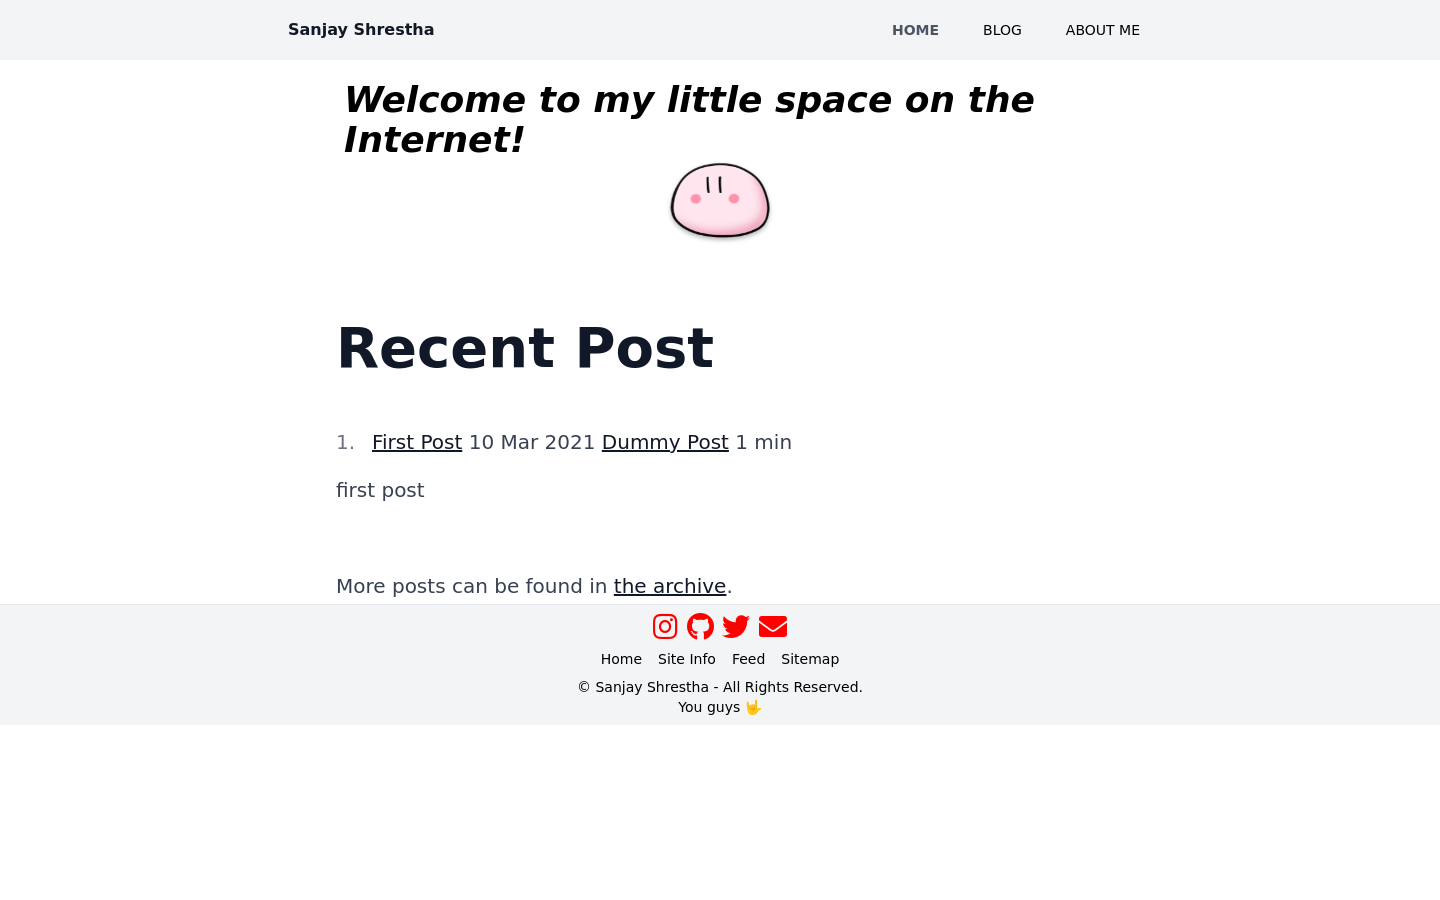 Sanjay Shrestha HOME BLOG ABOUT ME
Welcome to my little space on the
Internet!
Recent Post
1. First Post 10 Mar 2021 Dummy Post 1 min
first post
More posts can be found in the archive.
Home Site Info Feed Sitemap
© Sanjay Shrestha - All Rights Reserved.
You guys 🤟